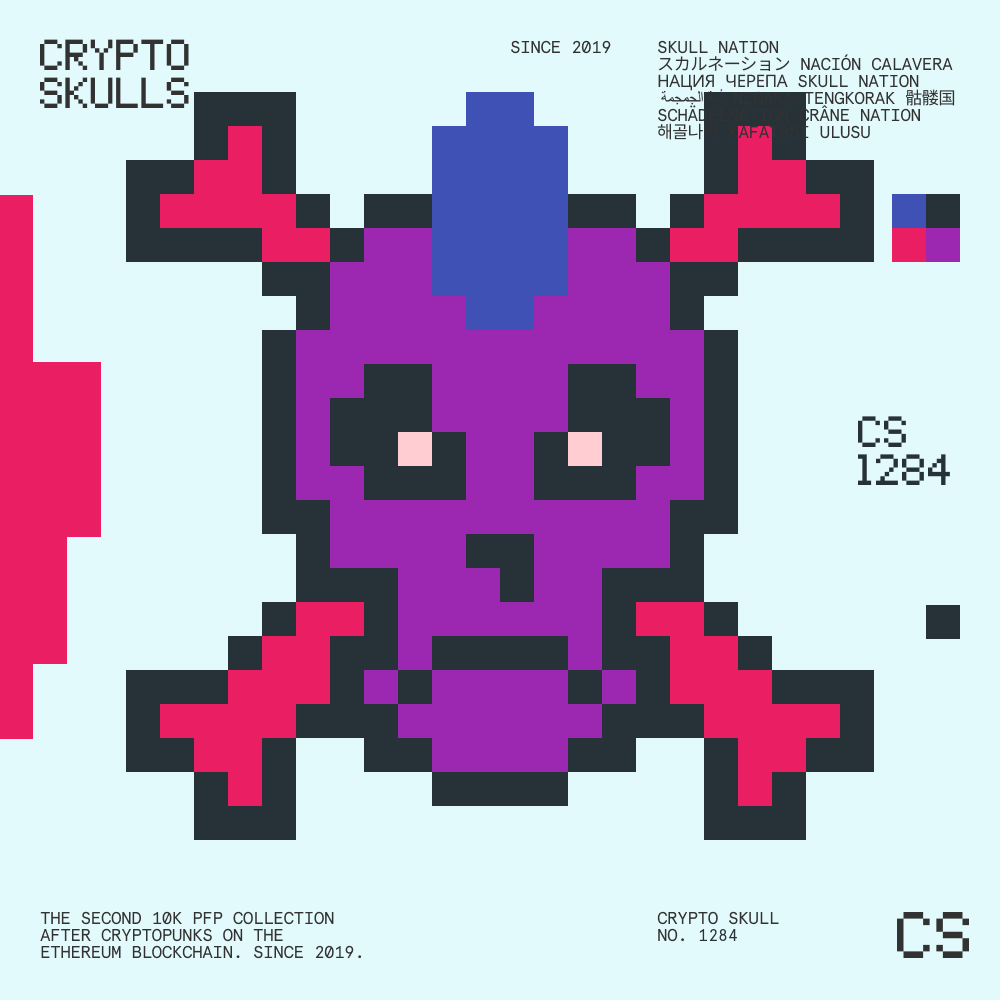 CRYPTO
SKULLS
SINCE 2019
SKULL NATION
スカルネーション NACIÓN CALAVERA
НАЦИЯ ЧЕРЕПА SKULL NATION
الجمجمة TENGKORAK 骷髅国
CRÂNE NATION
해골 ULUSU
CS
1284
THE SECOND 10K PFP COLLECTION
AFTER CRYPTOPUNKS ON THE
ETHEREUM BLOCKCHAIN. SINCE 2019.
CRYPTO SKULL
NO. 1284
CS